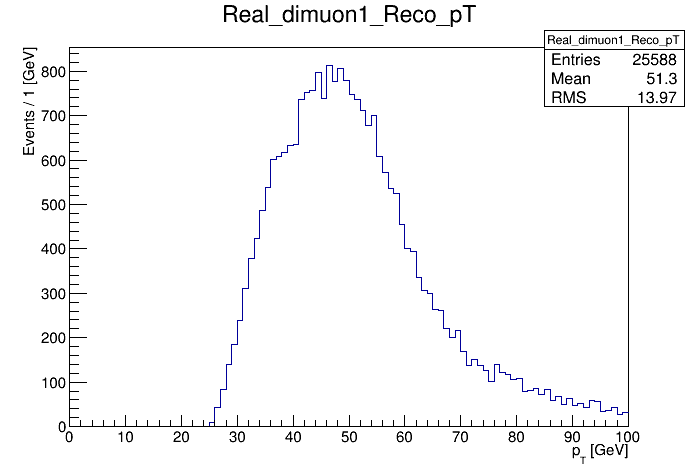 Real_dimuon1_Reco_pT
Real_dimuon1_Reco_pT
Entries 25588
Mean 51.3
RMS 13.97
Events / 1 [GeV]
800
700
600
500
400
300
200
100
0
0 10 20 30 40 50 60 70 80 90 100
p_T [GeV]